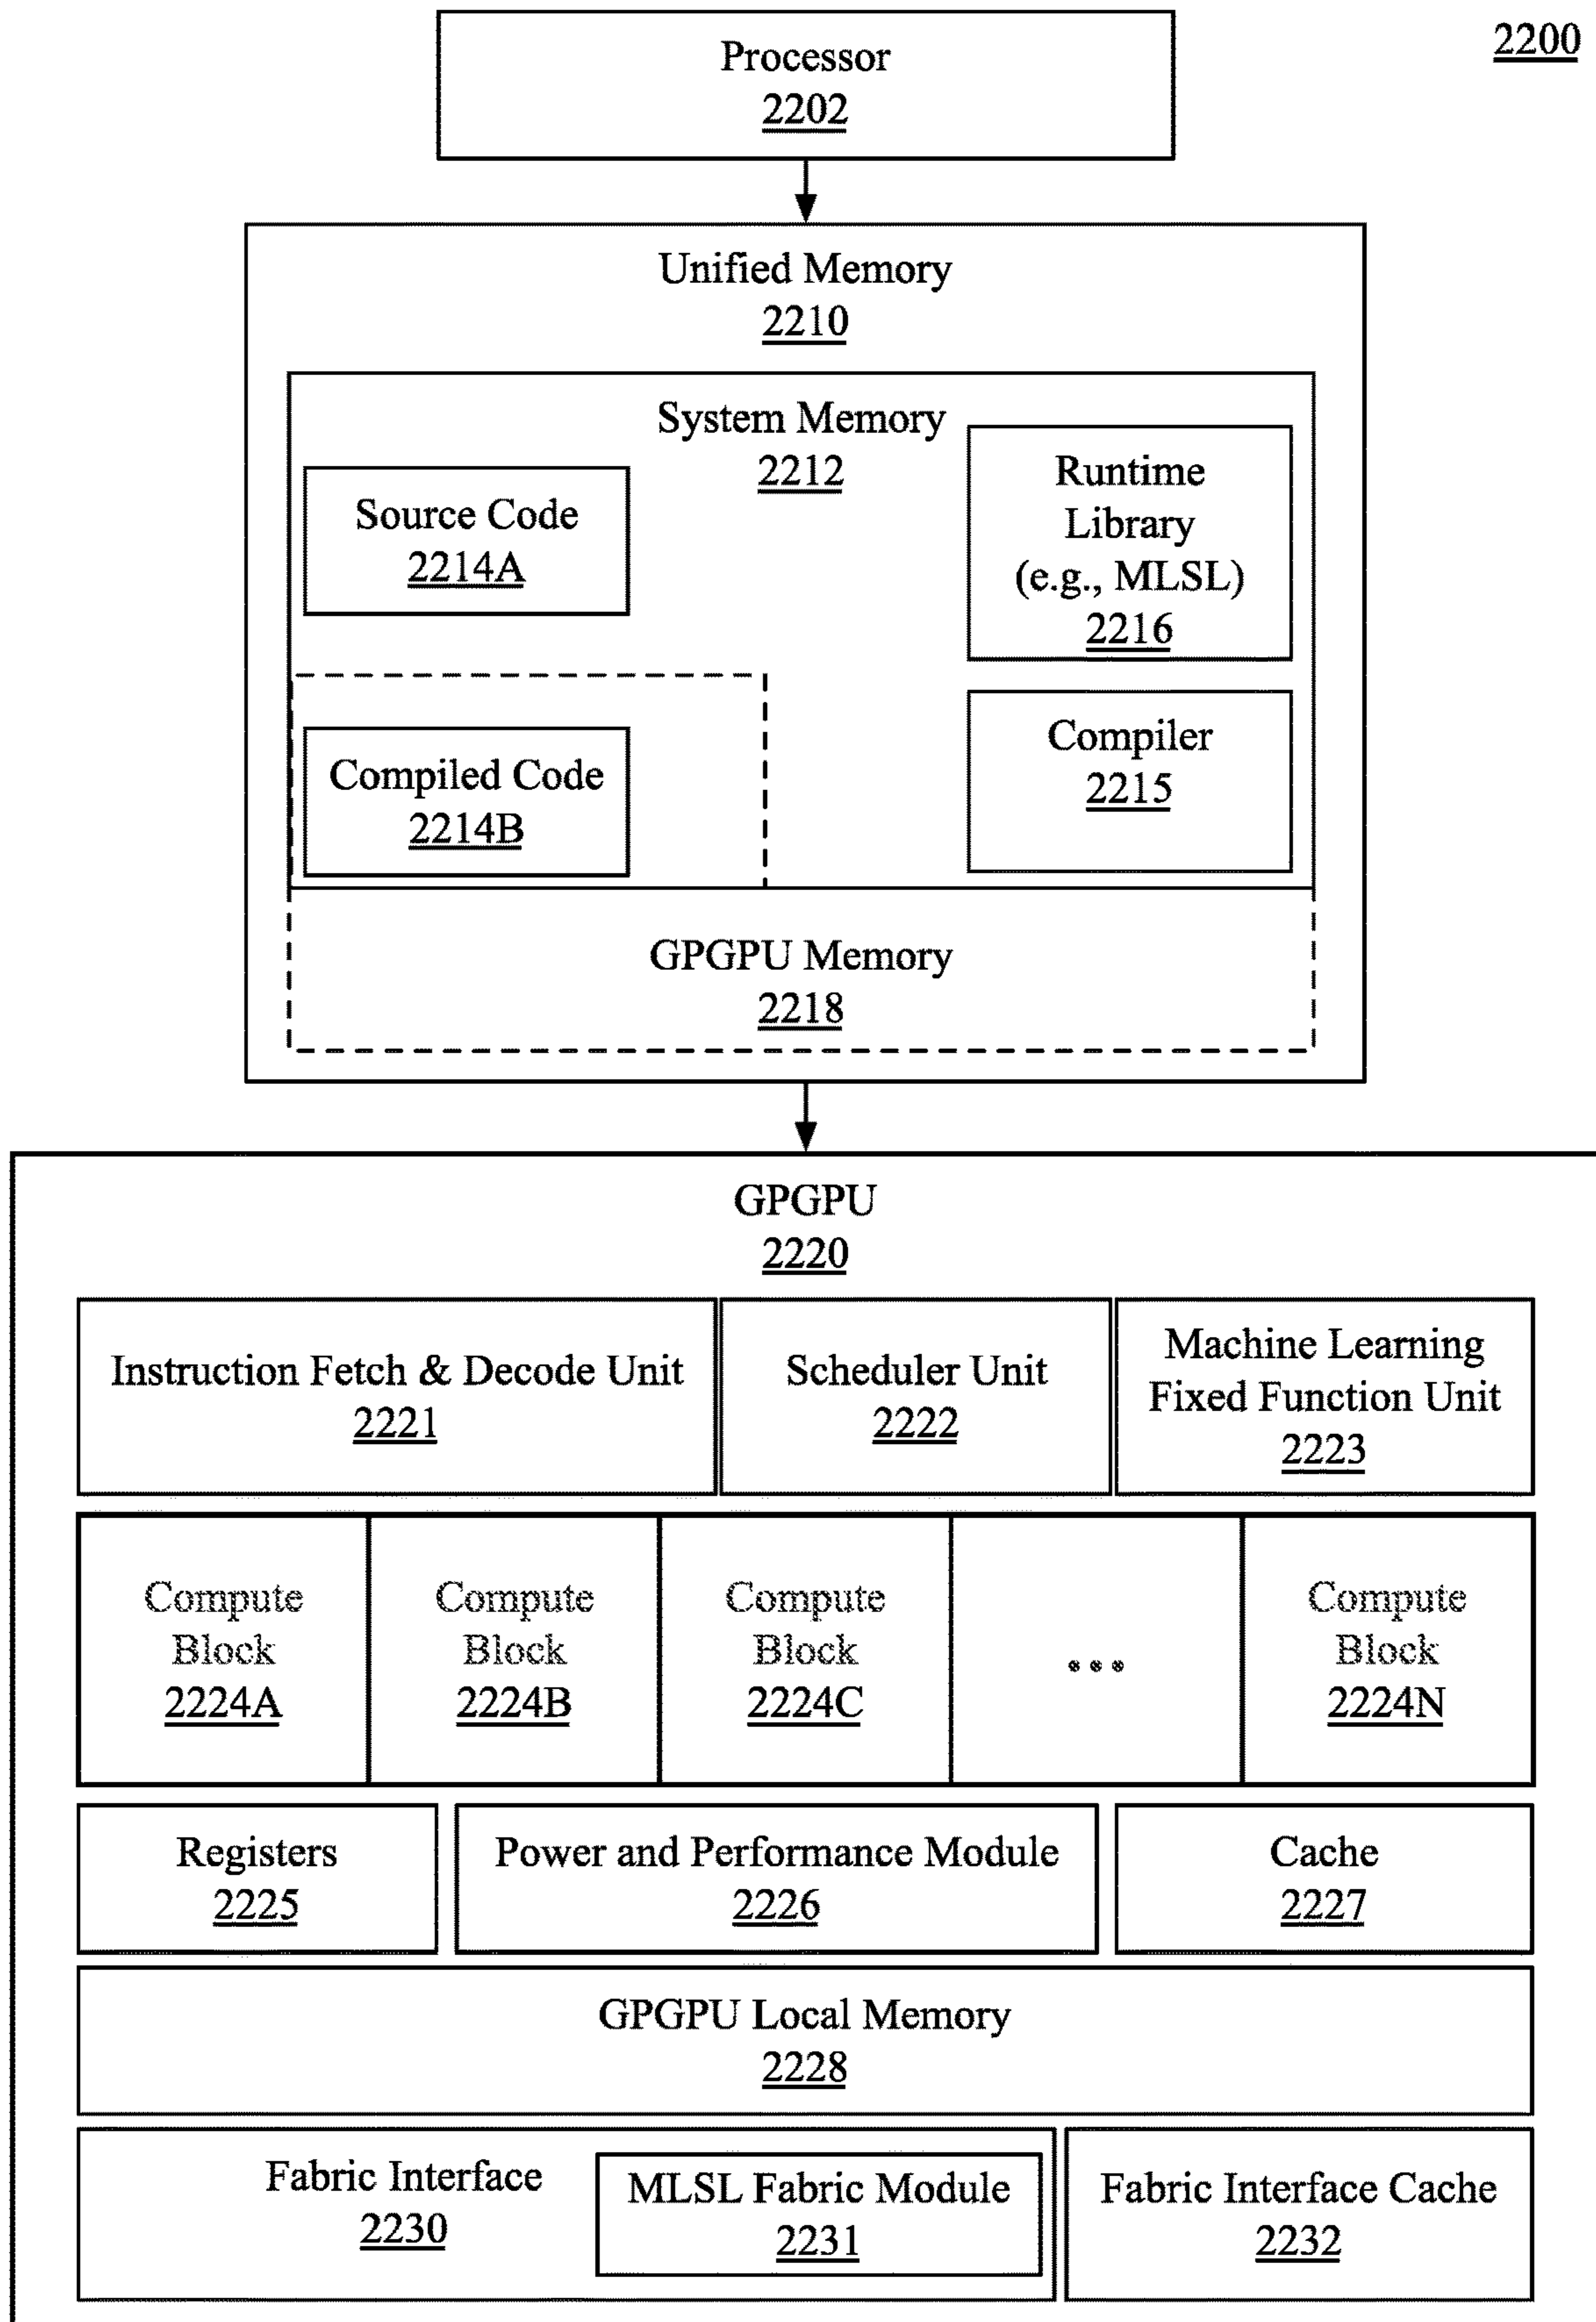 2200
Processor
2202
Unified Memory
2210
System Memory
2212
Source Code
2214A
Runtime
Library
(e.g., MLSL)
2216
Compiled Code
2214B
Compiler
2215
GPGPU Memory
2218
GPGPU
2220
Instruction Fetch & Decode Unit
2221
Scheduler Unit
2222
Machine Learning
Fixed Function Unit
2223
Compute
Block
2224A
Compute
Block
2224B
Compute
Block
2224C
...
Compute
Block
2224N
Registers
2225
Power and Performance Module
2226
Cache
2227
GPGPU Local Memory
2228
Fabric Interface
2230
MLSL Fabric Module
2231
Fabric Interface Cache
2232